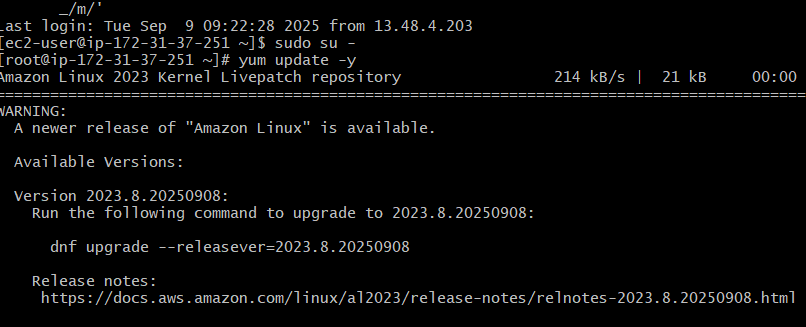 _/m/'
Last login: Tue Sep  9 09:22:28 2025 from 13.48.4.203
[ec2-user@ip-172-31-37-251 ~]$ sudo su -
[root@ip-172-31-37-251 ~]# yum update -y
Amazon Linux 2023 Kernel Livepatch repository                 214 kB/s |  21 kB     00:00
==========================================================================================
WARNING:
  A newer release of "Amazon Linux" is available.
  Available Versions:
  Version 2023.8.20250908:
    Run the following command to upgrade to 2023.8.20250908:
      dnf upgrade --releasever=2023.8.20250908
    Release notes:
     https://docs.aws.amazon.com/linux/al2023/release-notes/relnotes-2023.8.20250908.html